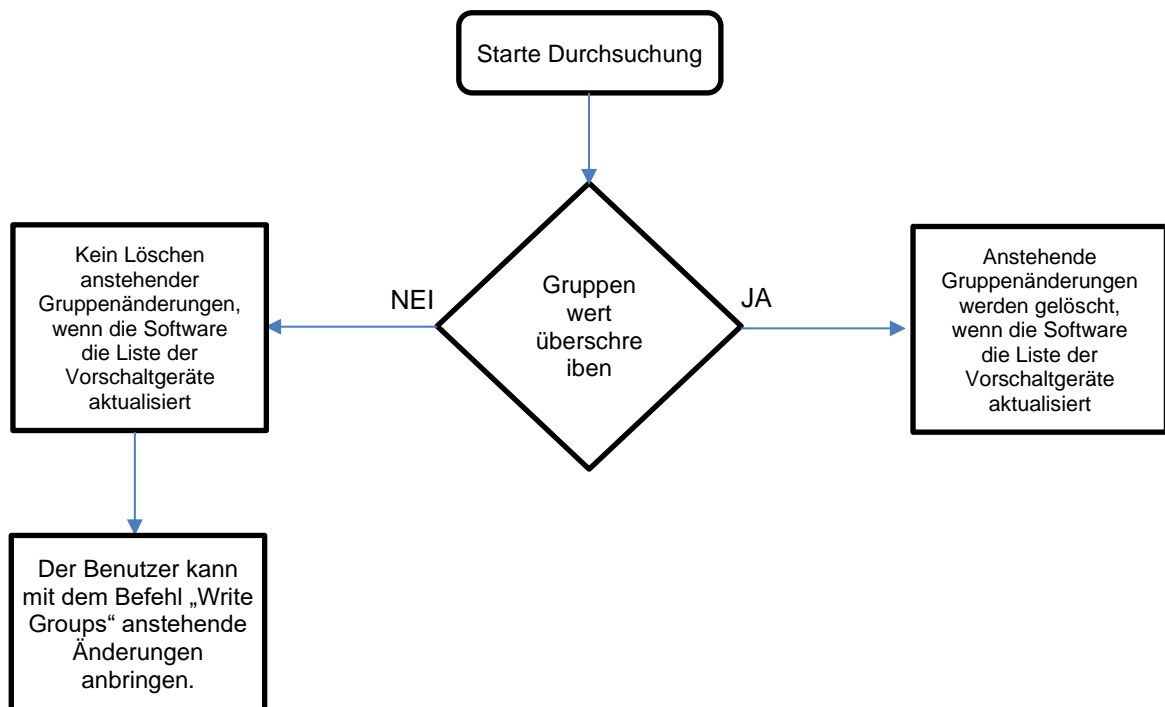 Starte Durchsuchung
Kein Löschen
anstehender
Gruppenänderungen,
wenn die Software
die Liste der
Vorschaltgeräte
aktualisiert
NEI
Gruppen
wert
überschre
iben
JA
Anstehende
Gruppenänderungen
werden gelöscht,
wenn die Software
die Liste der
Vorschaltgeräte
aktualisiert
Der Benutzer kann
mit dem Befehl „Write
Groups“ anstehende
Änderungen
anbringen.